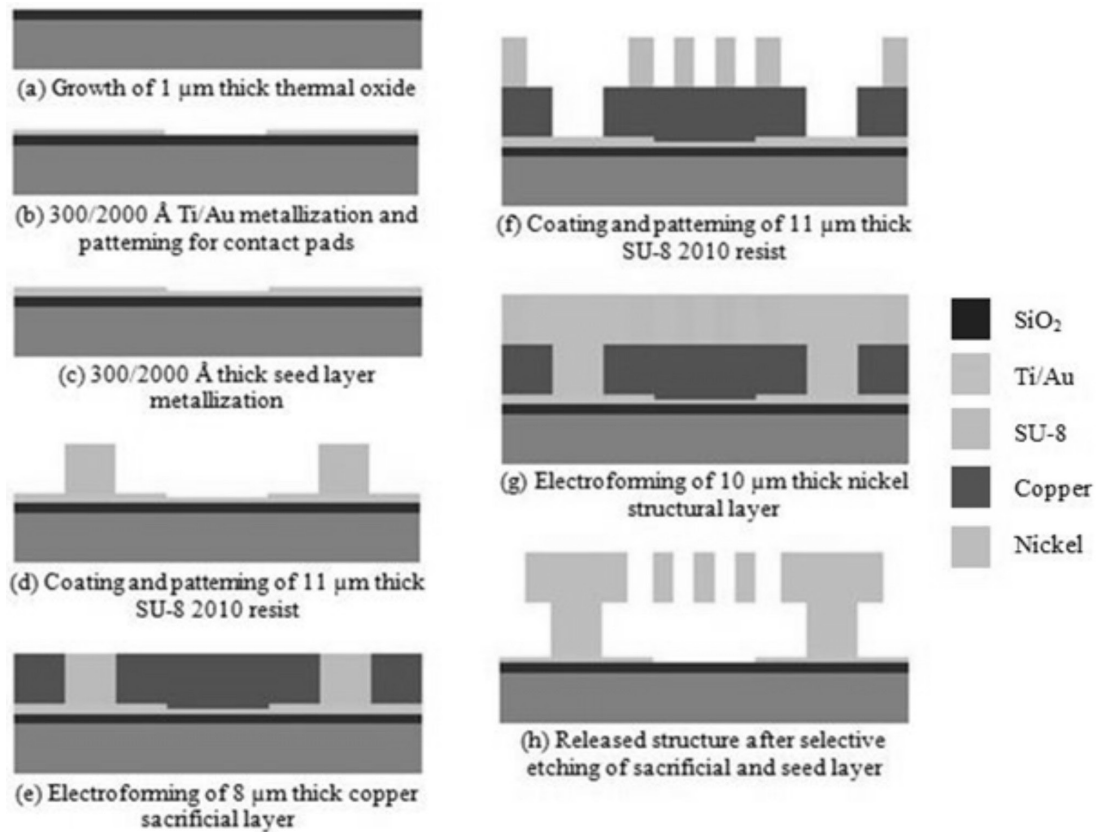 (a) Growth of 1 µm thick thermal oxide
(b) 300/2000 Å Ti/Au metallization and
patterning for contact pads
(c) 300/2000 Å thick seed layer
metallization
(d) Coating and patterning of 11 µm thick
SU-8 2010 resist
(e) Electroforming of 8 µm thick copper
sacrificial layer
(f) Coating and patterning of 11 µm thick
SU-8 2010 resist
(g) Electroforming of 10 µm thick nickel
structural layer
(h) Released structure after selective
etching of sacrificial and seed layer
SiO₂
Ti/Au
SU-8
Copper
Nickel